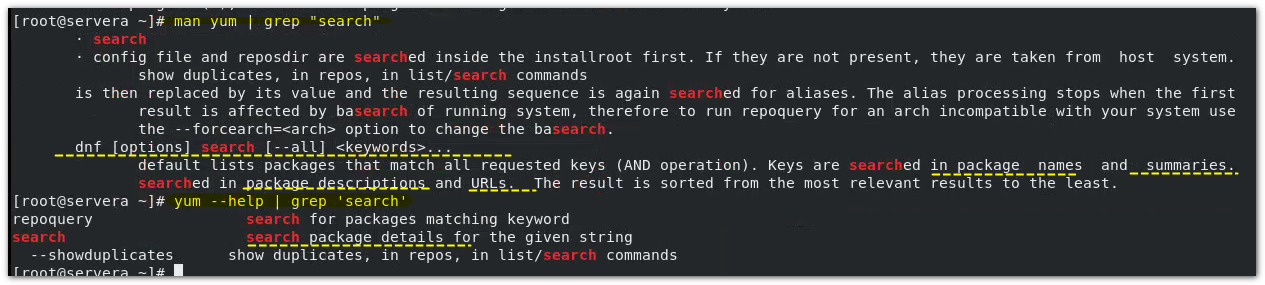 [root@servera ~]# man yum | grep "search"
· search
· config file and reposdir are searched inside the installroot first. If they are not present, they are taken from host system.
show duplicates, in repos, in list/search commands
is then replaced by its value and the resulting sequence is again searched for aliases. The alias processing stops when the first
result is affected by basearch of running system, therefore to run repoquery for an arch incompatible with your system use
the --forcearch=<arch> option to change the basearch.
dnf [options] search [--all] <keywords>...
default lists packages that match all requested keys (AND operation). Keys are searched in package names and summaries.
searched in package descriptions and URLs. The result is sorted from the most relevant results to the least.
[root@servera ~]# yum --help | grep 'search'
repoquery search for packages matching keyword
search search package details for the given string
--showduplicates show duplicates, in repos, in list/search commands
[root@servera ~]#